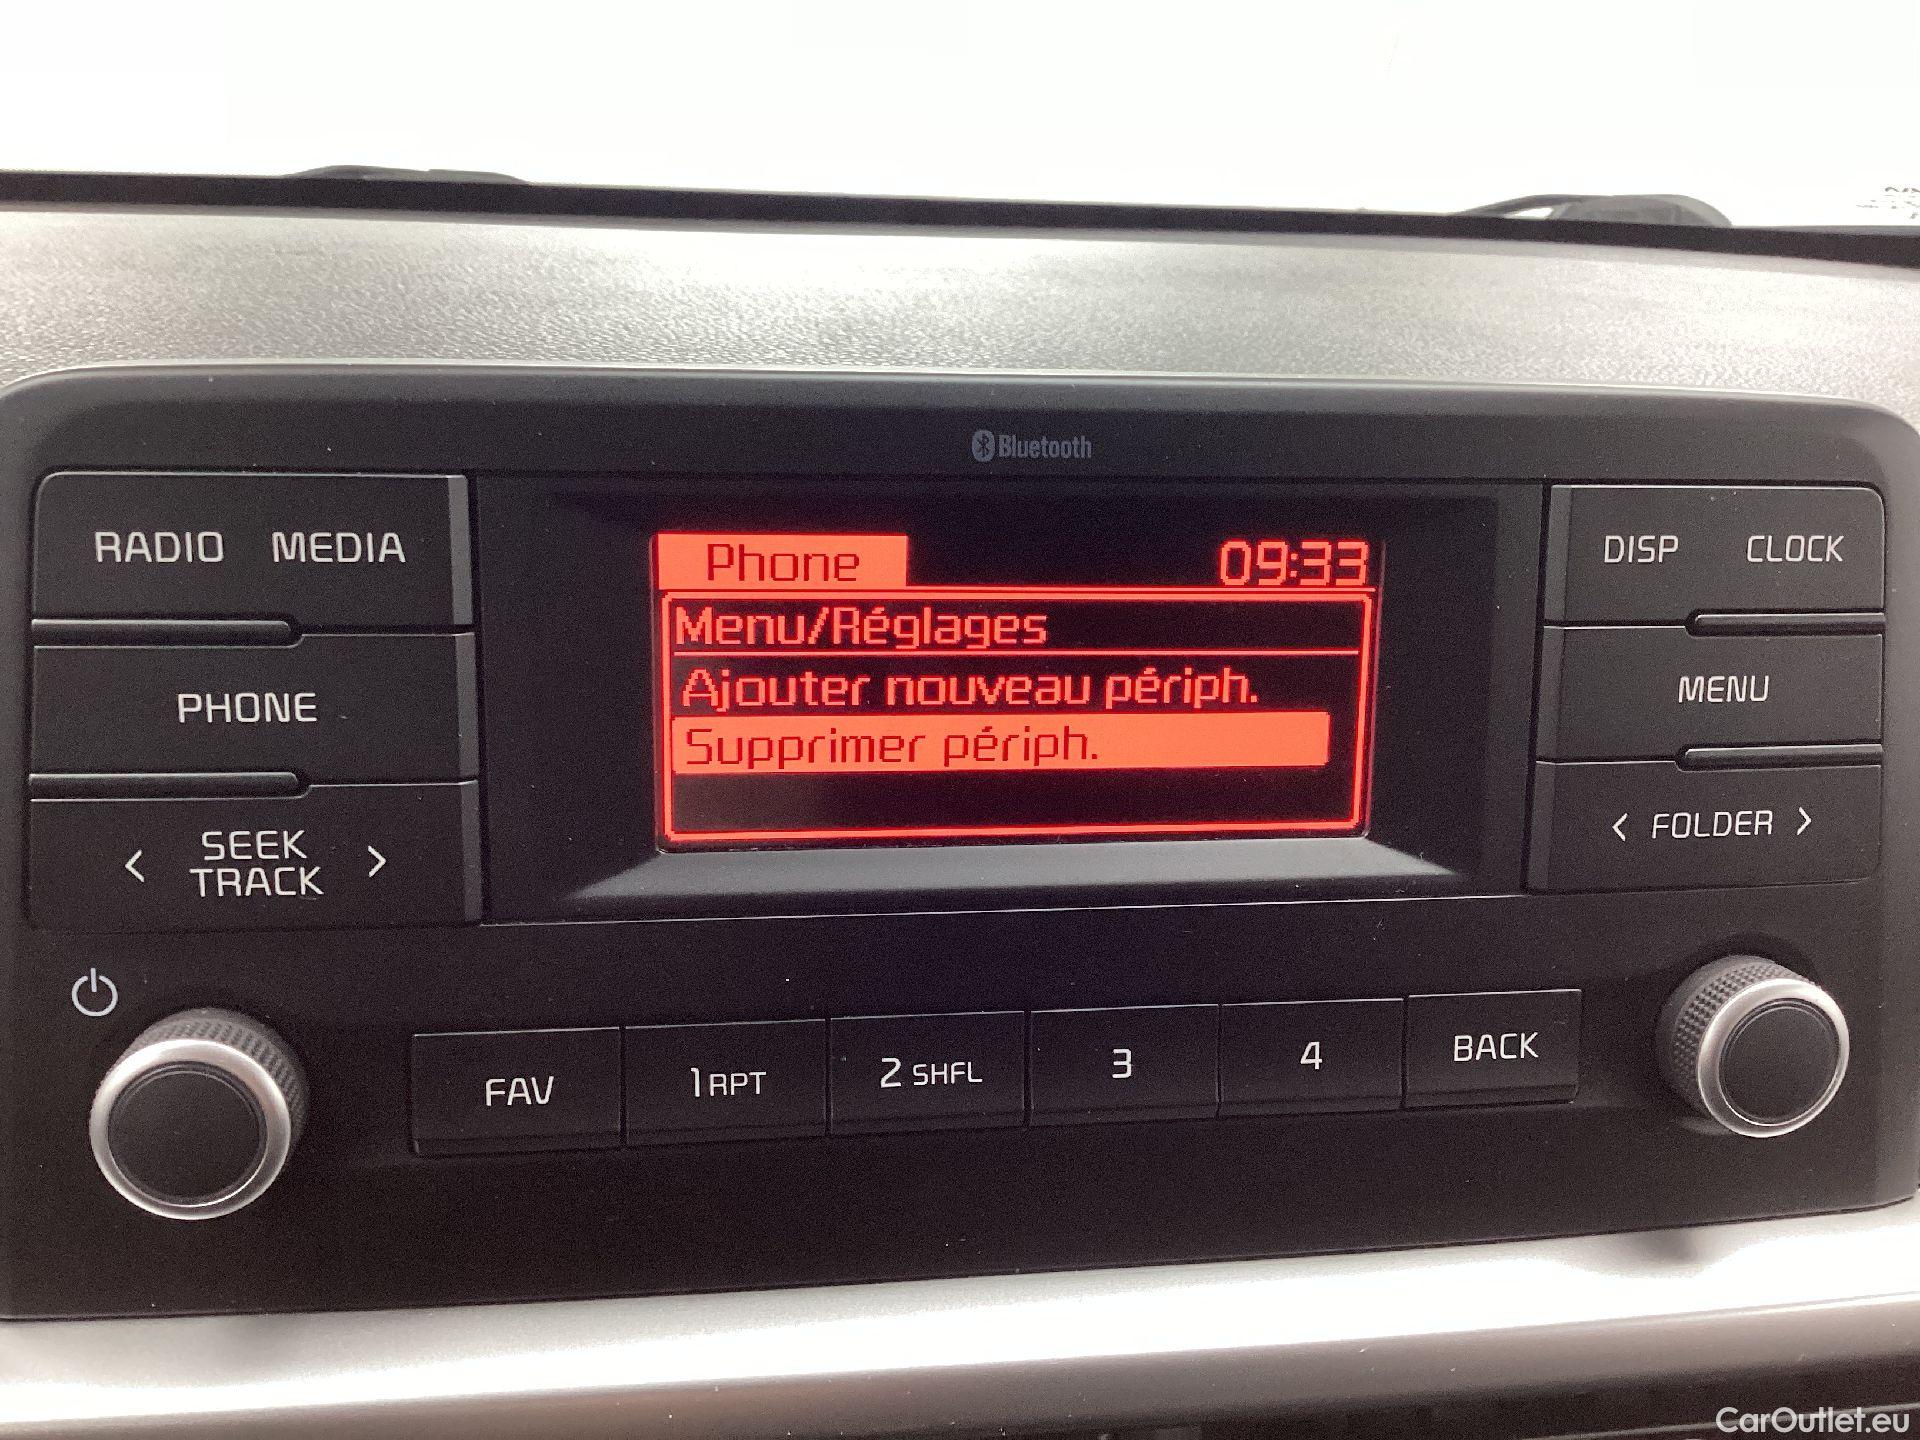 Bluetooth
RADIO MEDIA
PHONE
SEEK
TRACK
Phone 09:33
Menu/Réglages
Ajouter nouveau périph.
Supprimer périph.
DISP CLOCK
MENU
< FOLDER >
FAV 1 RPT 2 SHFL 3 4 BACK
CarOutlet.eu